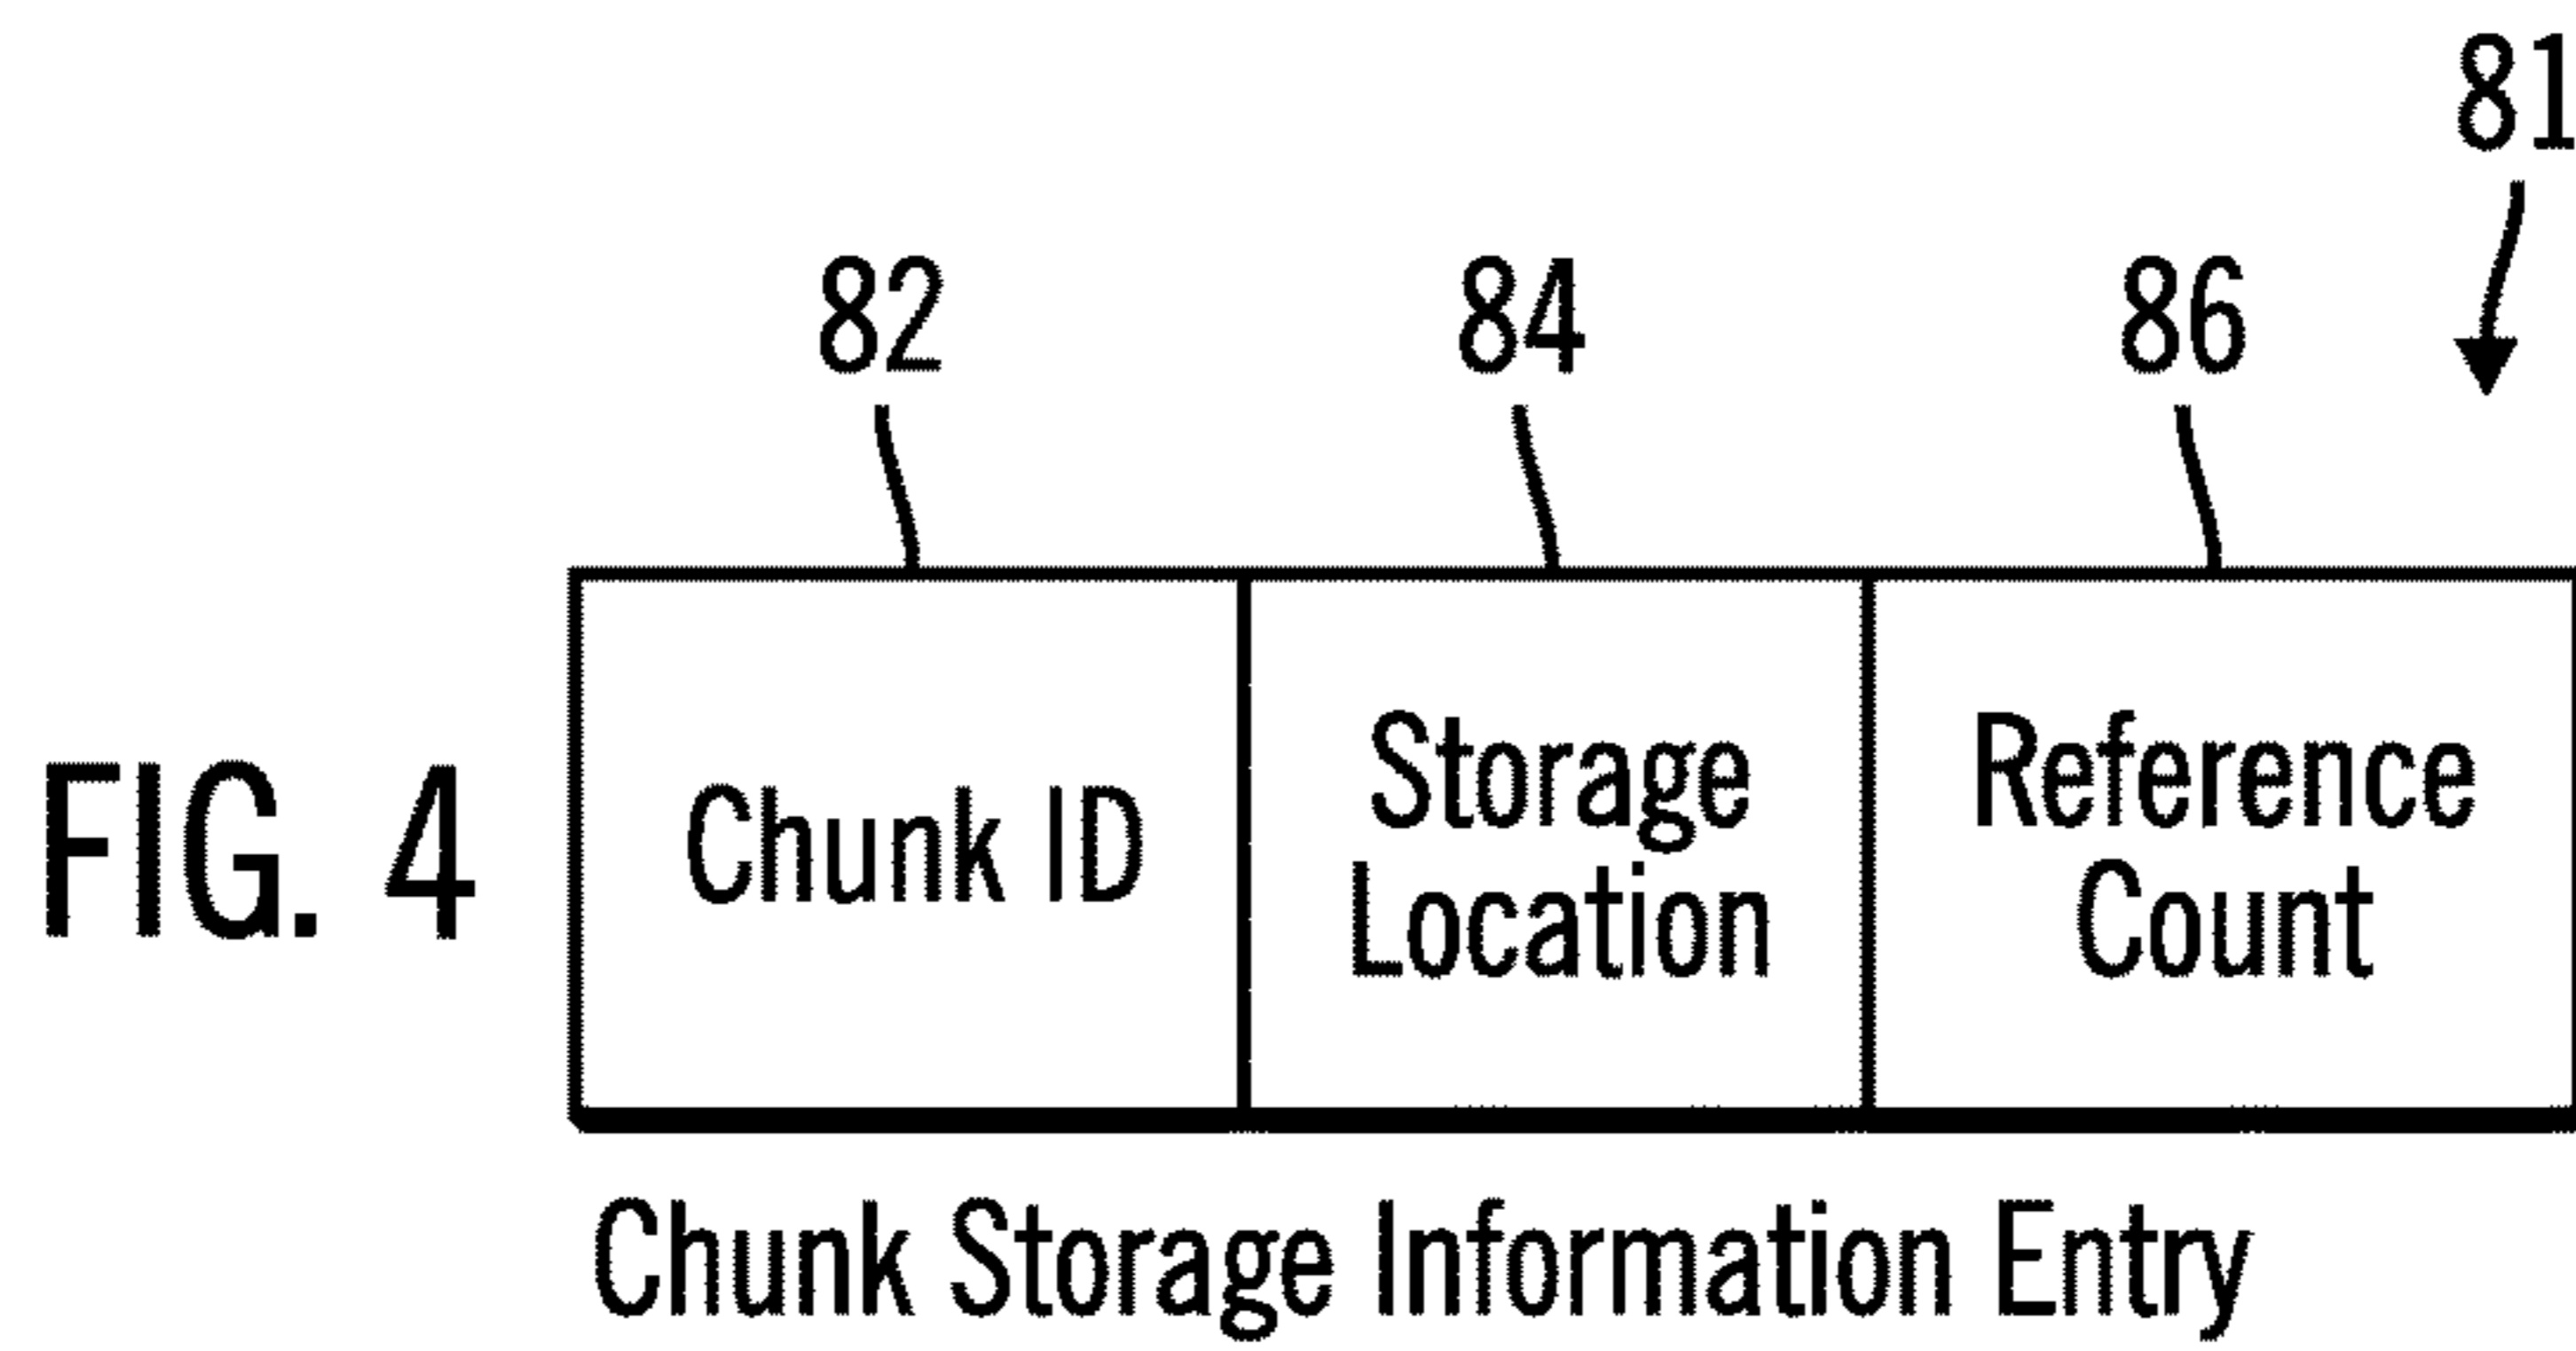 81
82 84 86
FIG. 4
Chunk ID
Storage
Location
Reference
Count
Chunk Storage Information Entry